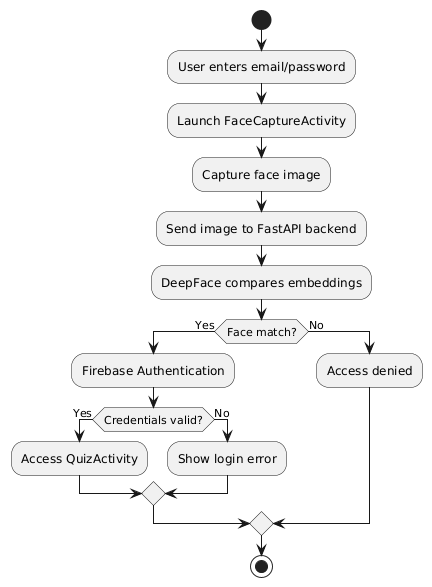 User enters email/password
Launch FaceCaptureActivity
Capture face image
Send image to FastAPI backend
DeepFace compares embeddings
Yes
Face match?
No
Firebase Authentication
Access denied
Yes
Credentials valid?
No
Access QuizActivity
Show login error